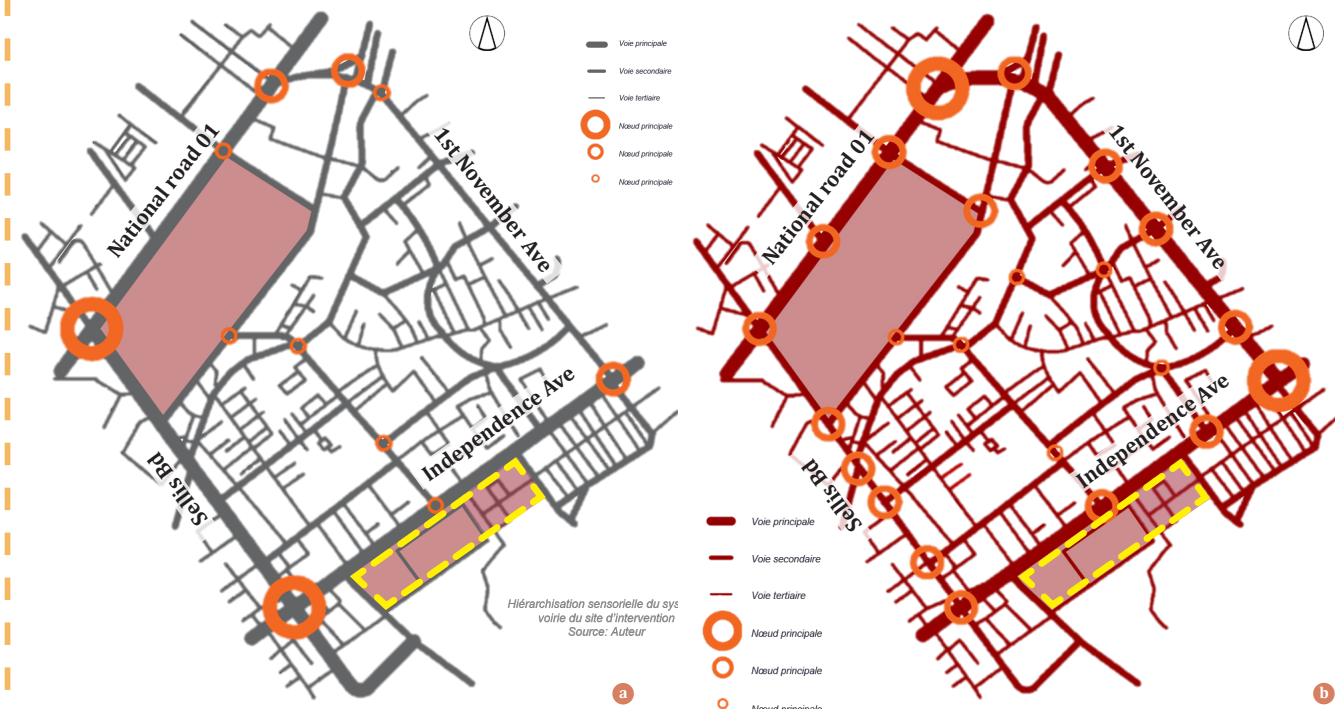 Voie principale
Voie secondaire
Voie tertiaire
Nœud principale
Nœud principale
Nœud principale
National road 01
1st November Ave
Independence Ave
Sellis Bd
Hiérarchisation sensorielle du sys
voirie du site d'intervention
Source: Auteur
a
National road 01
1st November Ave
Independence Ave
Sellis Bd
Voie principale
Voie secondaire
Voie tertiaire
Nœud principale
Nœud principale
Nœud principale
b